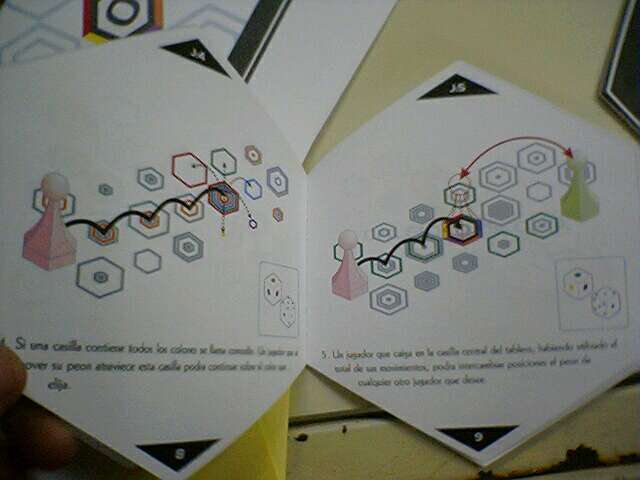 J.4
4. Si una casilla contiene todos los colores se llama comodín. Un jugador que al
mover su peon atraviece esta casilla podra continuar sobre el color que
elija.
8
J.5
5. Un jugador que caiga en la casilla central del tablero, habiendo utilizado el
total de sus movimientos, podra intercambiar posiciones el peon de
cualquier otro jugador que desee.
9